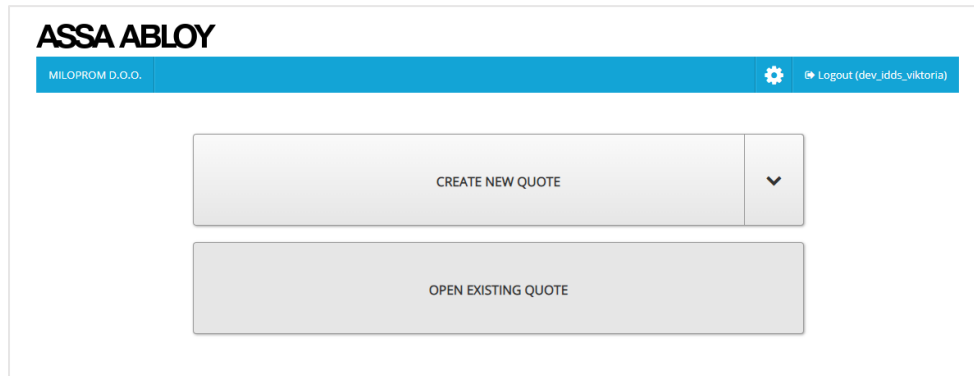 ASSA ABLOY
MILOPROM D.O.O. Logout (dev_idds_viktoria)
CREATE NEW QUOTE
OPEN EXISTING QUOTE